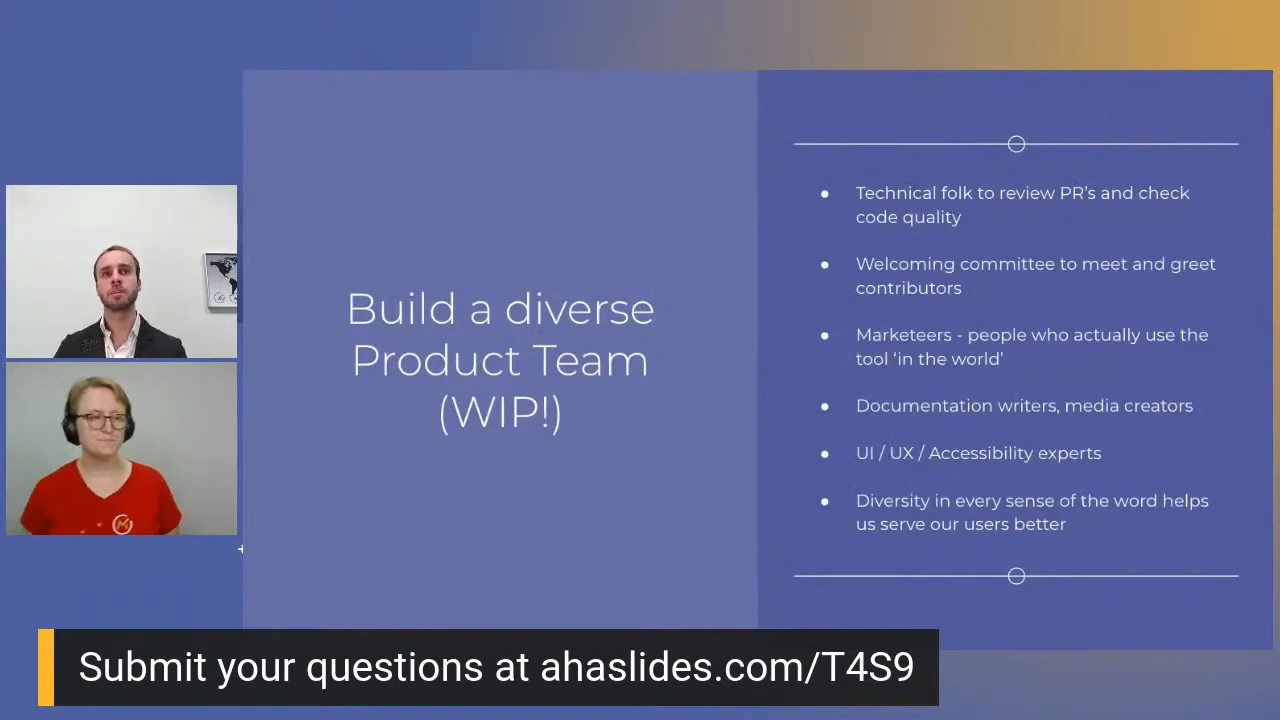 Build a diverse
Product Team
(WIP!)
● Technical folk to review PR's and check
code quality
● Welcoming committee to meet and greet
contributors
● Marketeers - people who actually use the
tool ‘in the world’
● Documentation writers, media creators
● UI / UX / Accessibility experts
● Diversity in every sense of the word helps
us serve our users better
Submit your questions at ahaslides.com/T4S9